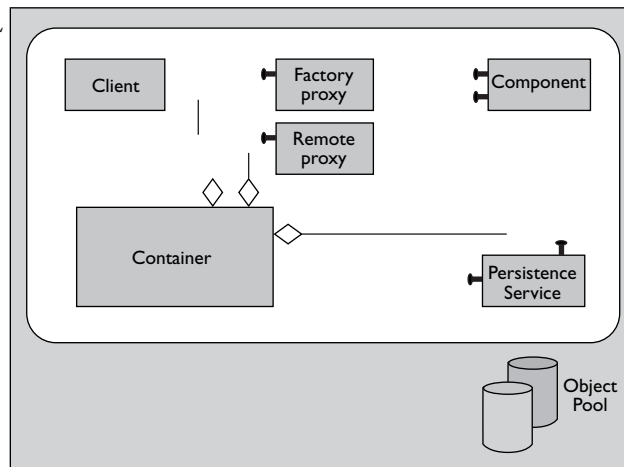 Client
Factory
proxy
Component
Remote
proxy
Container
Persistence
Service
Object
Pool